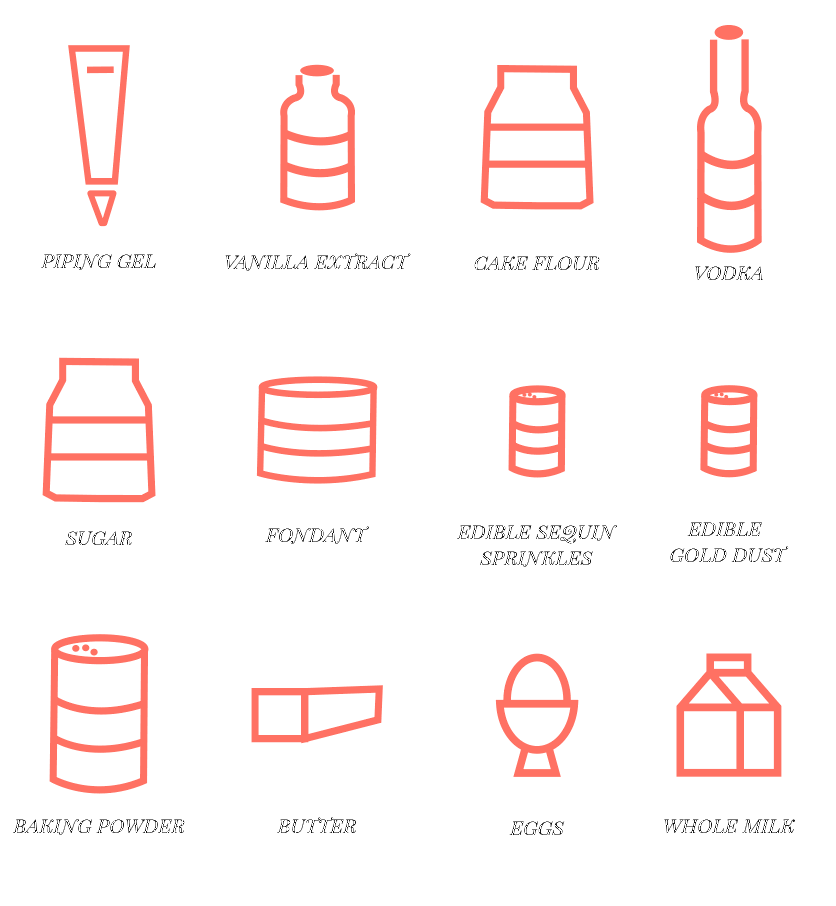 PIPING GEL
VANILLA EXTRACT
CAKE FLOUR
VODKA
SUGAR
FONDANT
EDIBLE SEQUIN
SPRINKLES
EDIBLE
GOLD DUST
BAKING POWDER
BUTTER
EGGS
WHOLE MILK